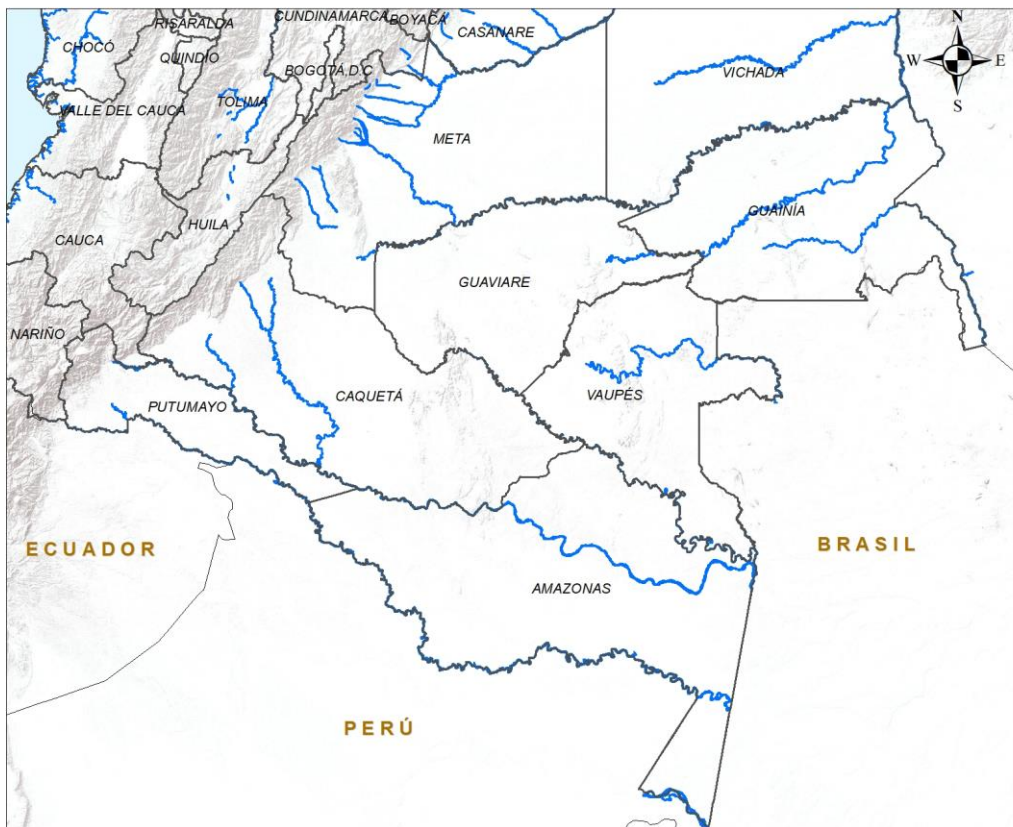 RISARALDA
CUNDINAMARCA
BOYACÁ
CASANARE
CHOCÓ
QUINDÍO
BOGOTÁ D.C
VICHADA
N
W
E
S
VALLE DEL CAUCA
TOLIMA
META
CAUCA
HUILA
GUAINÍA
GUAVIARE
NARIÑO
PUTUMAYO
CAQUETÁ
VAUPÉS
ECUADOR
BRASIL
AMAZONAS
PERÚ